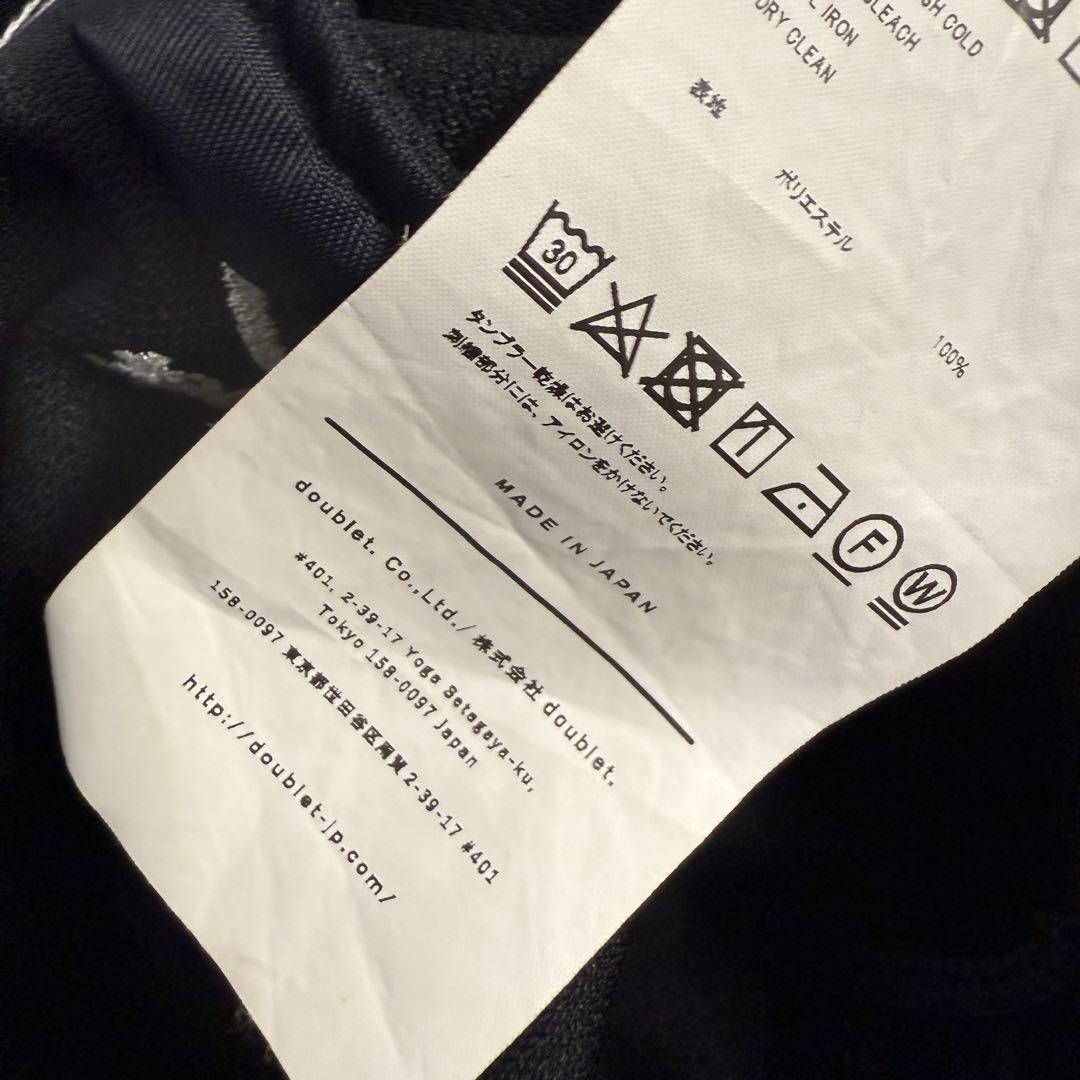 COLD
BLEACH
IRON
DRY CLEAN
表地
ポリエステル
100%
30
F
W
タンブラー乾燥はお避けください。
刺繍部分には、アイロンをかけないでください。
MADE IN JAPAN
doublet. Co.,Ltd./ 株式会社 doublet.
#401, 2-39-17 Yoga Setagaya-ku,
Tokyo 158-0097 Japan
158-0097 東京都世田谷区用賀 2-39-17 #401
http://doublet-jp.com/